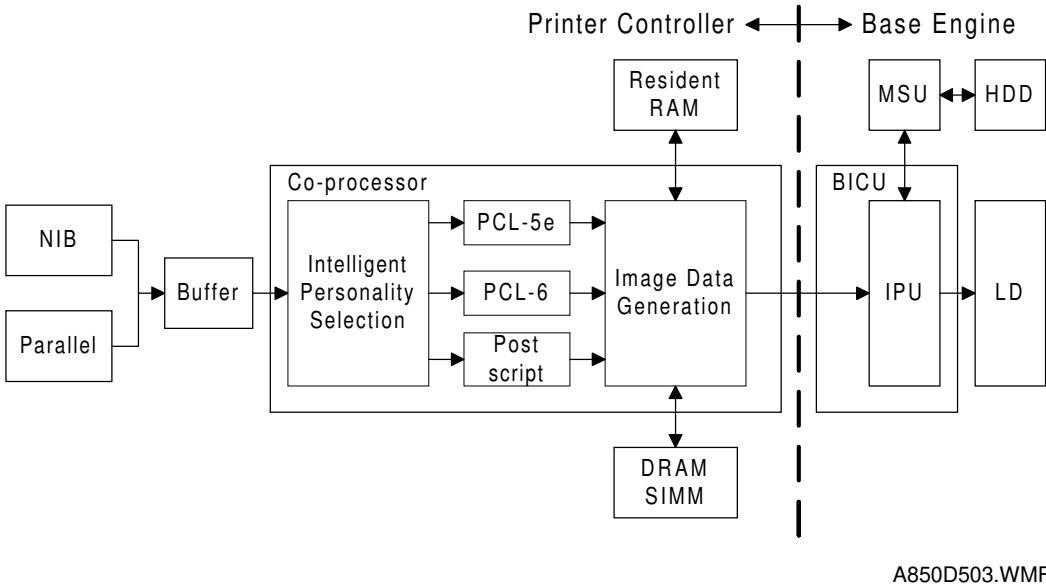 Printer Controller
Base Engine
Resident
RAM
MSU
HDD
Co-processor
BICU
NIB
Parallel
Buffer
Intelligent
Personality
Selection
PCL-5e
PCL-6
Post
script
Image Data
Generation
IPU
LD
DRAM
SIMM
A850D503.WMF